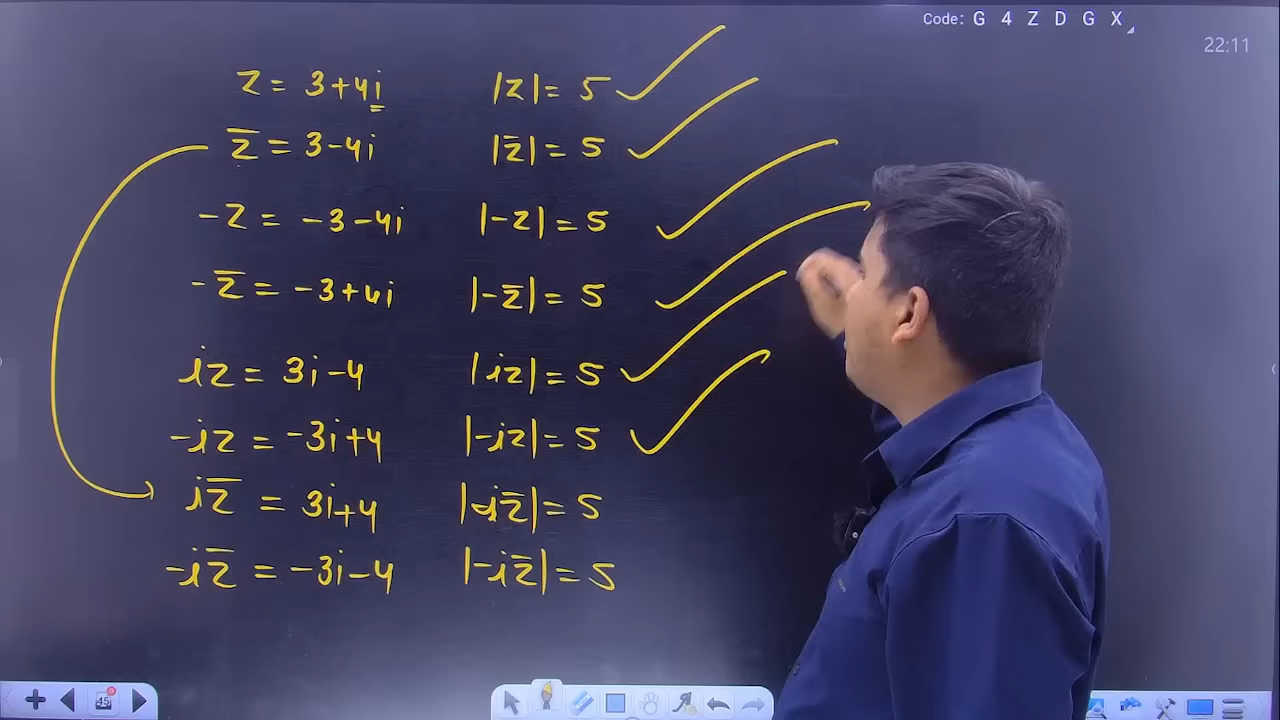 Code: G 4 Z D G X
22:11
z = 3+4i |z| = 5
z̅ = 3-4i |z̅| = 5
-z = -3-4i |-z| = 5
-z̅ = -3+4i |-z̅| = 5
iz = 3i-4 |iz| = 5
-iz = -3i+4 |-iz| = 5
iz̅ = 3i+4 |iz̅| = 5
-iz̅ = -3i-4 |-iz̅| = 5
45